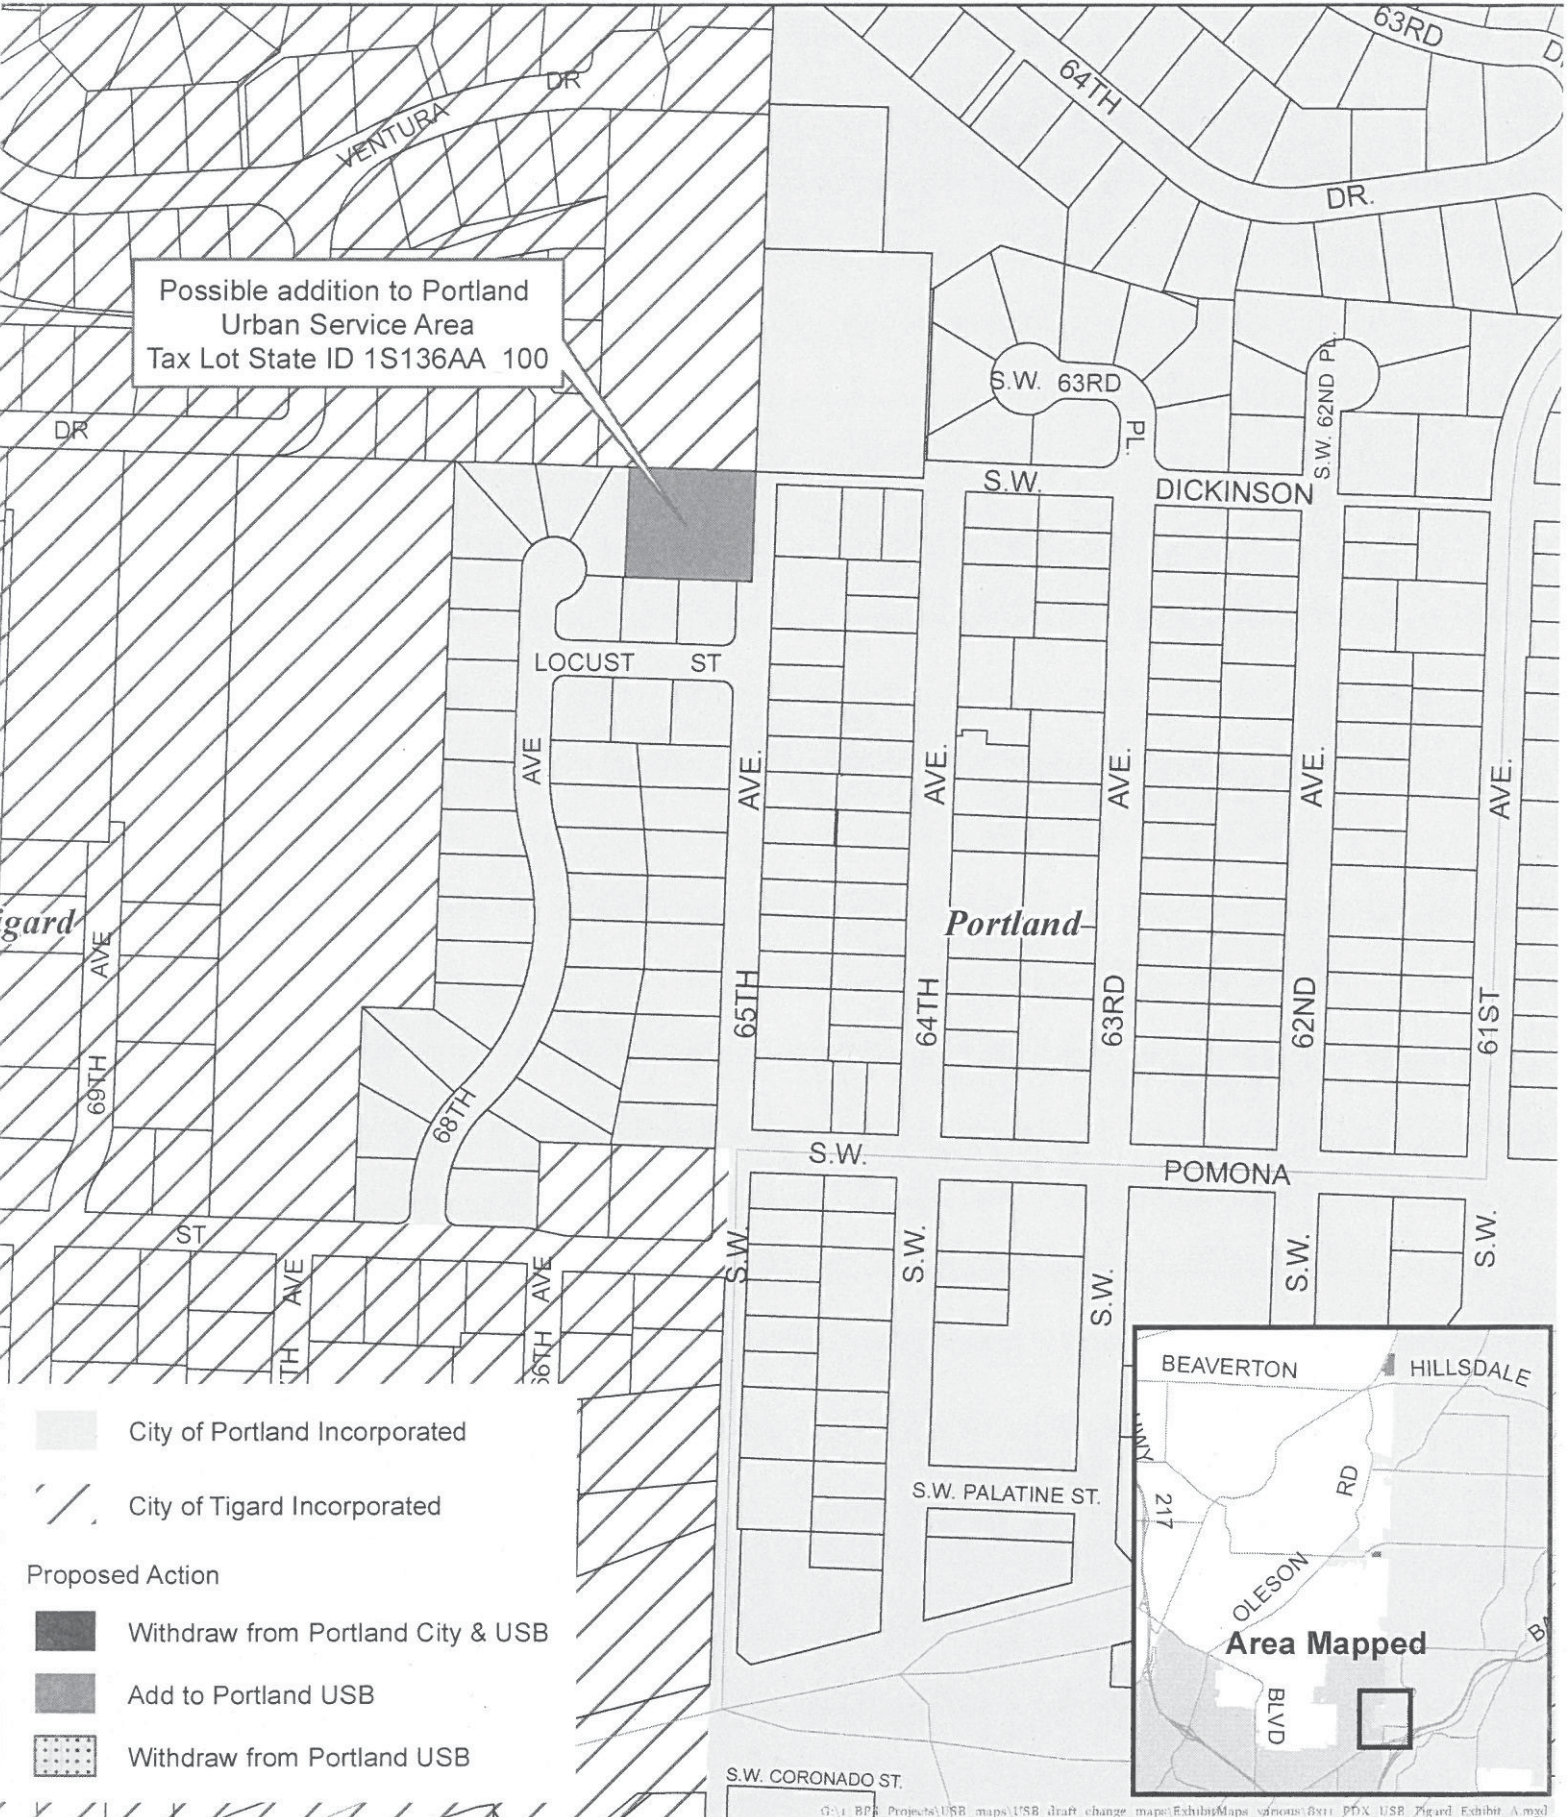 63RD
D
64TH
DR
VENTURA
DR.
Possible addition to Portland
Urban Service Area
Tax Lot State ID 1S136AA 100
S.W. 63RD
PL.
S.W. 62ND PL.
DR
S.W.
DICKINSON
LOCUST ST
AVE
AVE.
AVE.
AVE.
AVE.
AVE.
igard
AVE
Portland
65TH
64TH
63RD
62ND
61ST
69TH
68TH
S.W.
POMONA
ST
S.W.
S.W.
S.W.
S.W.
S.W.
AVE
AVE
TH
66TH
BEAVERTON
HILLSDALE
HWY
217
RD
OLESON
Area Mapped
BA
BLVD
S.W. PALATINE ST.
City of Portland Incorporated
City of Tigard Incorporated
Proposed Action
Withdraw from Portland City & USB
Add to Portland USB
Withdraw from Portland USB
S.W. CORONADO ST.